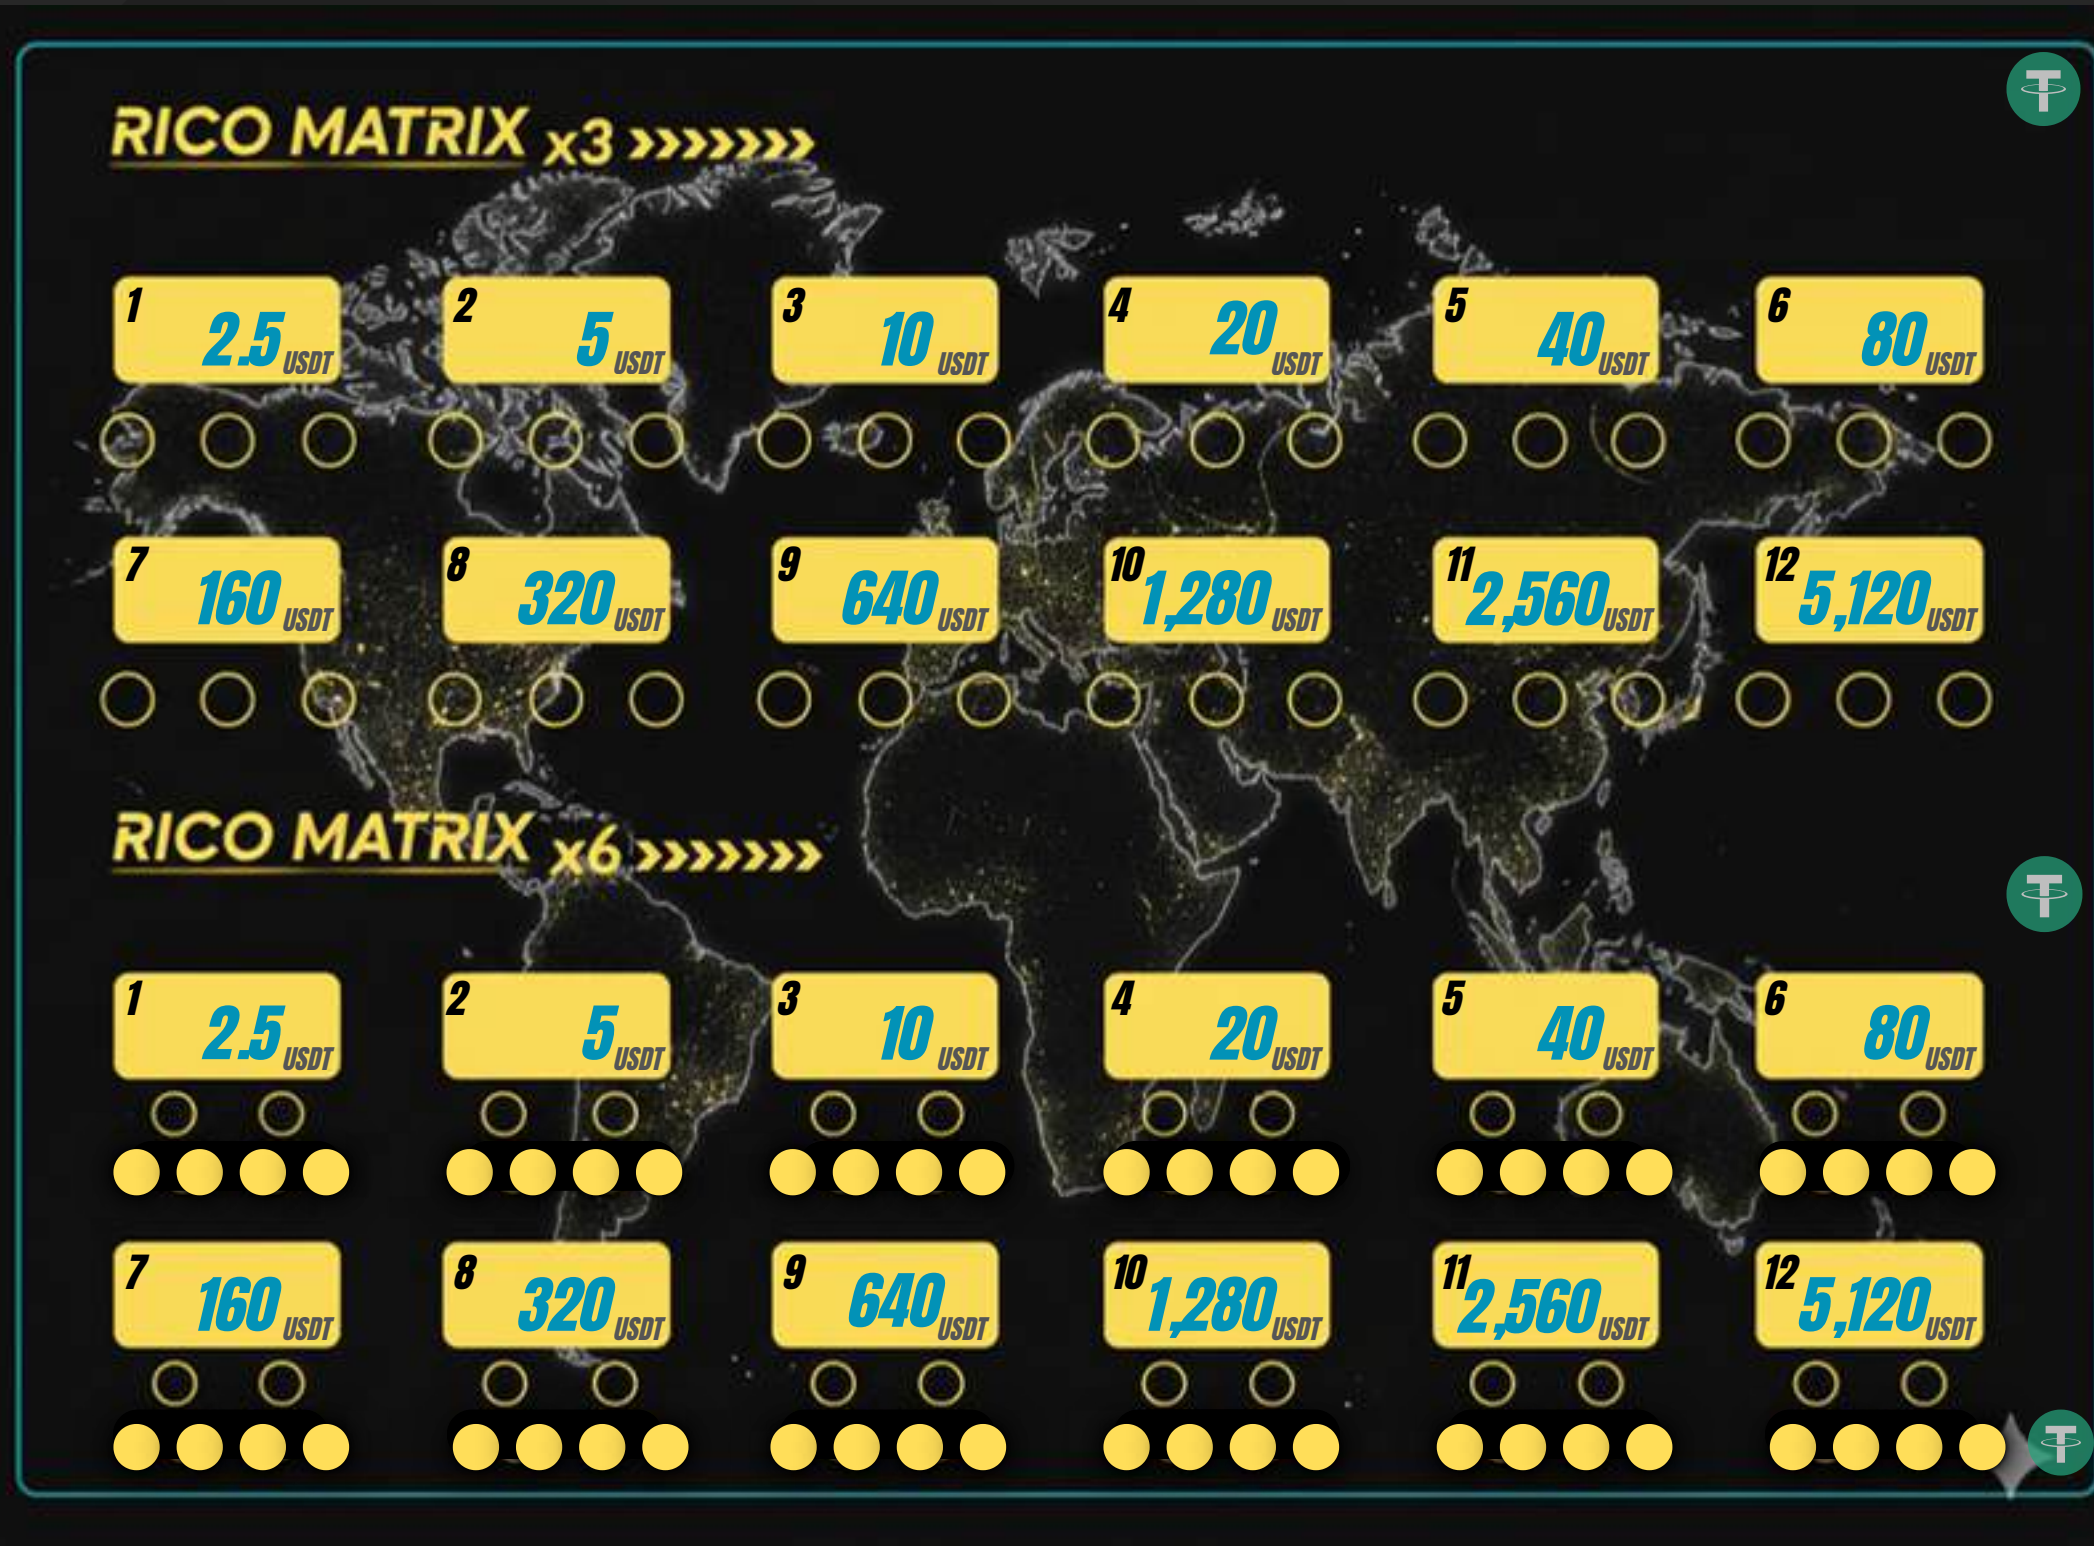 RICO MATRIX x3 »»»»
1 2.5 USDT 2 5 USDT 3 10 USDT 4 20 USDT 5 40 USDT 6 80 USDT
7 160 USDT 8 320 USDT 9 640 USDT 10 1,280 USDT 11 2,560 USDT 12 5,120 USDT
RICO MATRIX x6 »»»»
1 2.5 USDT 2 5 USDT 3 10 USDT 4 20 USDT 5 40 USDT 6 80 USDT
7 160 USDT 8 320 USDT 9 640 USDT 10 1,280 USDT 11 2,560 USDT 12 5,120 USDT